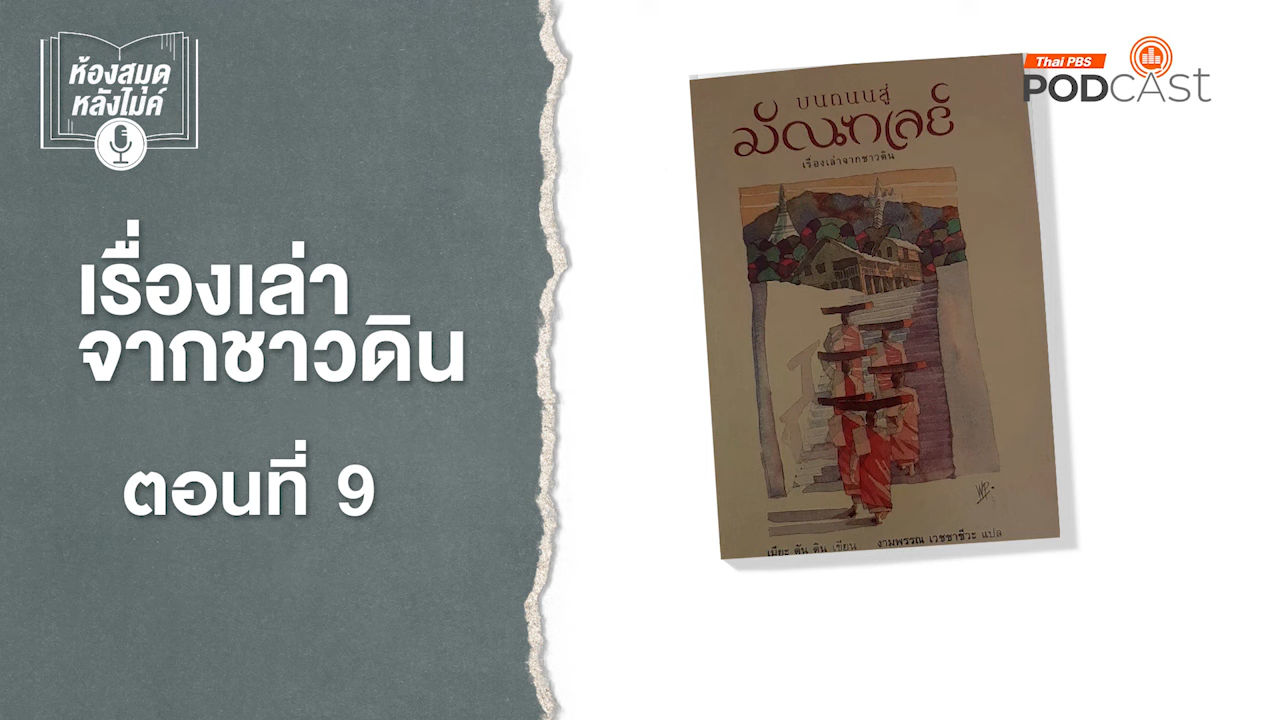 ห้องสมุด
หลังไมค์
เรื่องเล่า
จากชาวดิน
ตอนที่ 9
Thai PBS
PODCAST
บนถนนสู่
มัณฑเลย์
เรื่องเล่าจากชาวดิน
WP.
เมียะ ตัน ติน เขียน งามพรรณ เวชชาชีวะ แปล